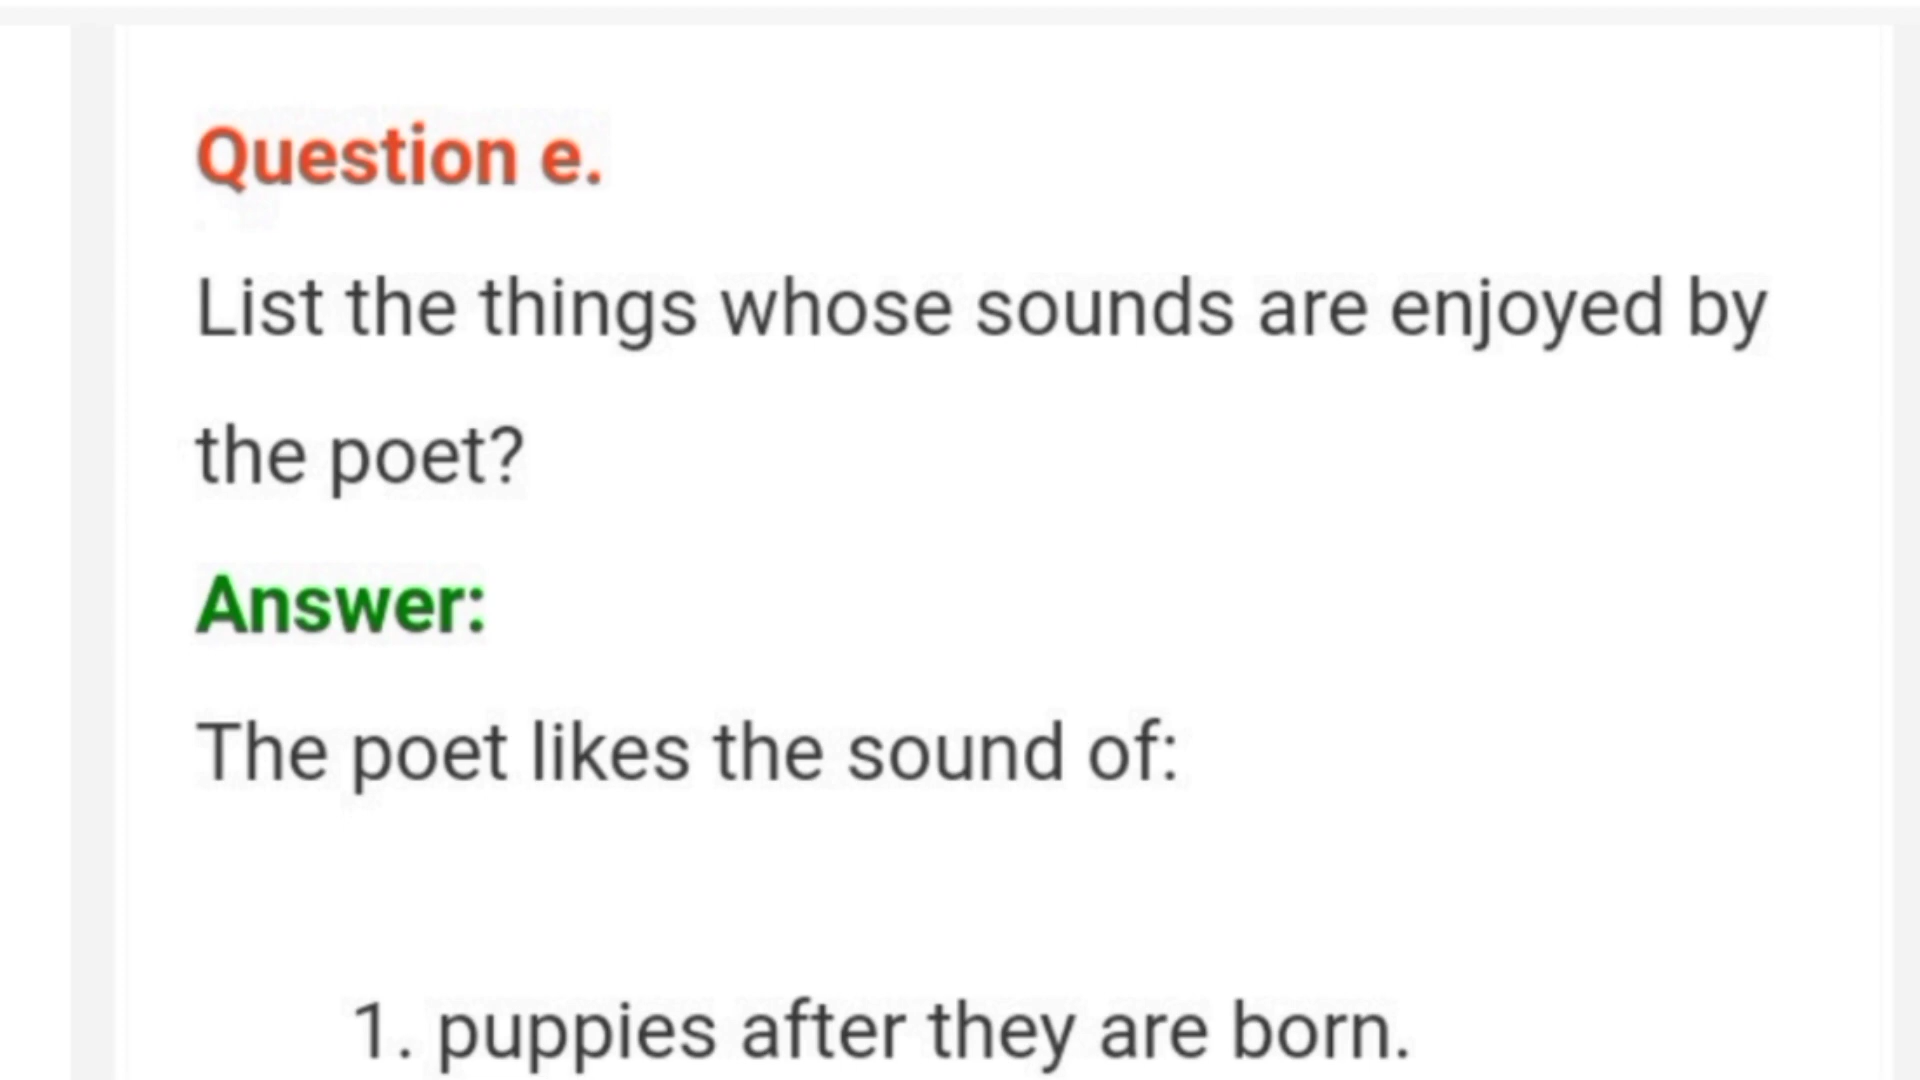 Question e.
List the things whose sounds are enjoyed by
the poet?
Answer:
The poet likes the sound of:
1. puppies after they are born.